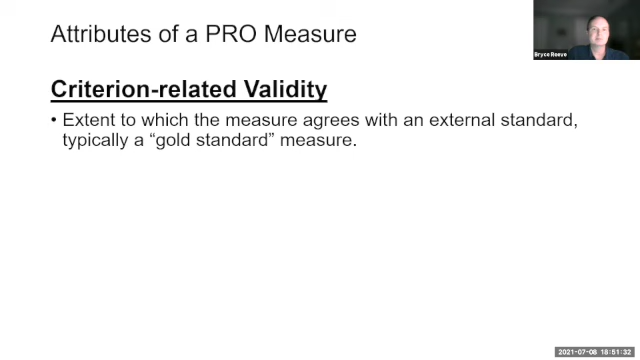 Attributes of a PRO Measure
Bryce Reeve
Criterion-related Validity
• Extent to which the measure agrees with an external standard,
typically a “gold standard” measure.
2021-07-08 18:51:32